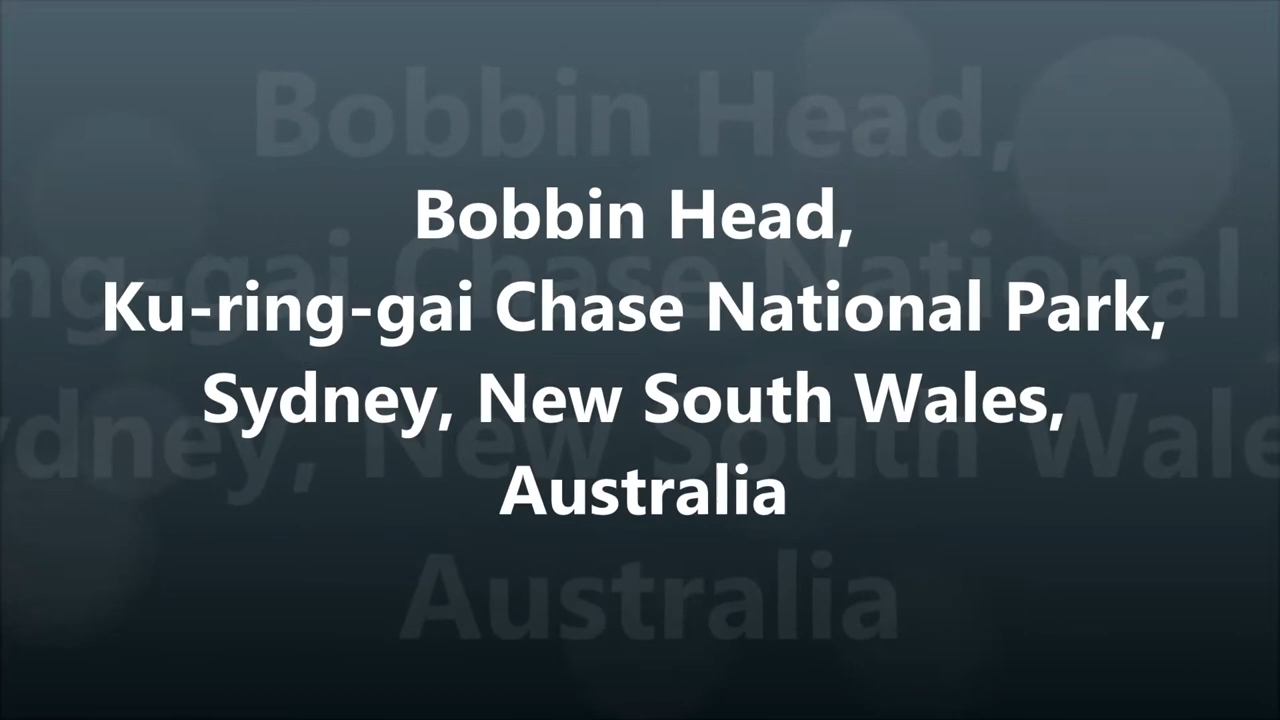 Bobbin Head,
Ku-ring-gai Chase National Park,
Sydney, New South Wales,
Australia